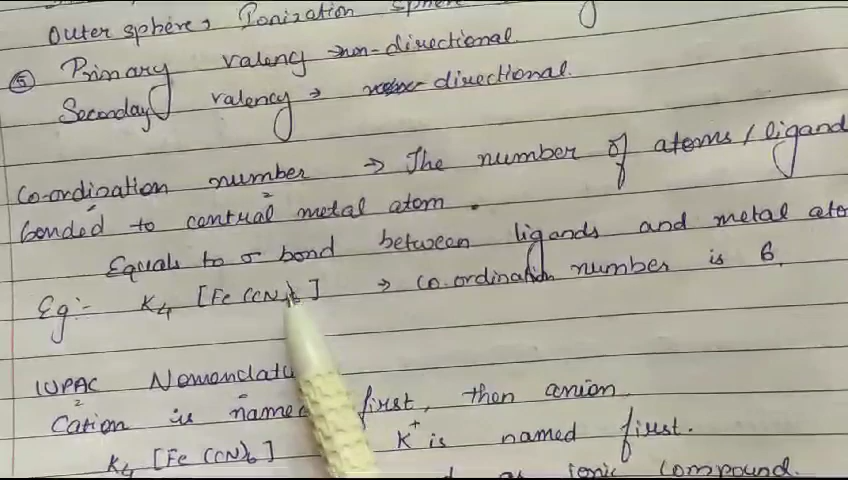 Outer sphere, Ionization sphere
⑤ Primary valency → non-directional
Seconday valency → directional.
Co-ordination number → The number of atoms / ligand
bonded to central metal atom.
Equals to σ bond between ligands and metal ato
Eg:- K4 [Fe (CN)6] → Co.ordination number is 6.
IUPAC Nomenclatu
Cation is named first, then anion.
K4 [Fe (CN)6] K+ is named first.
as ionic compound.